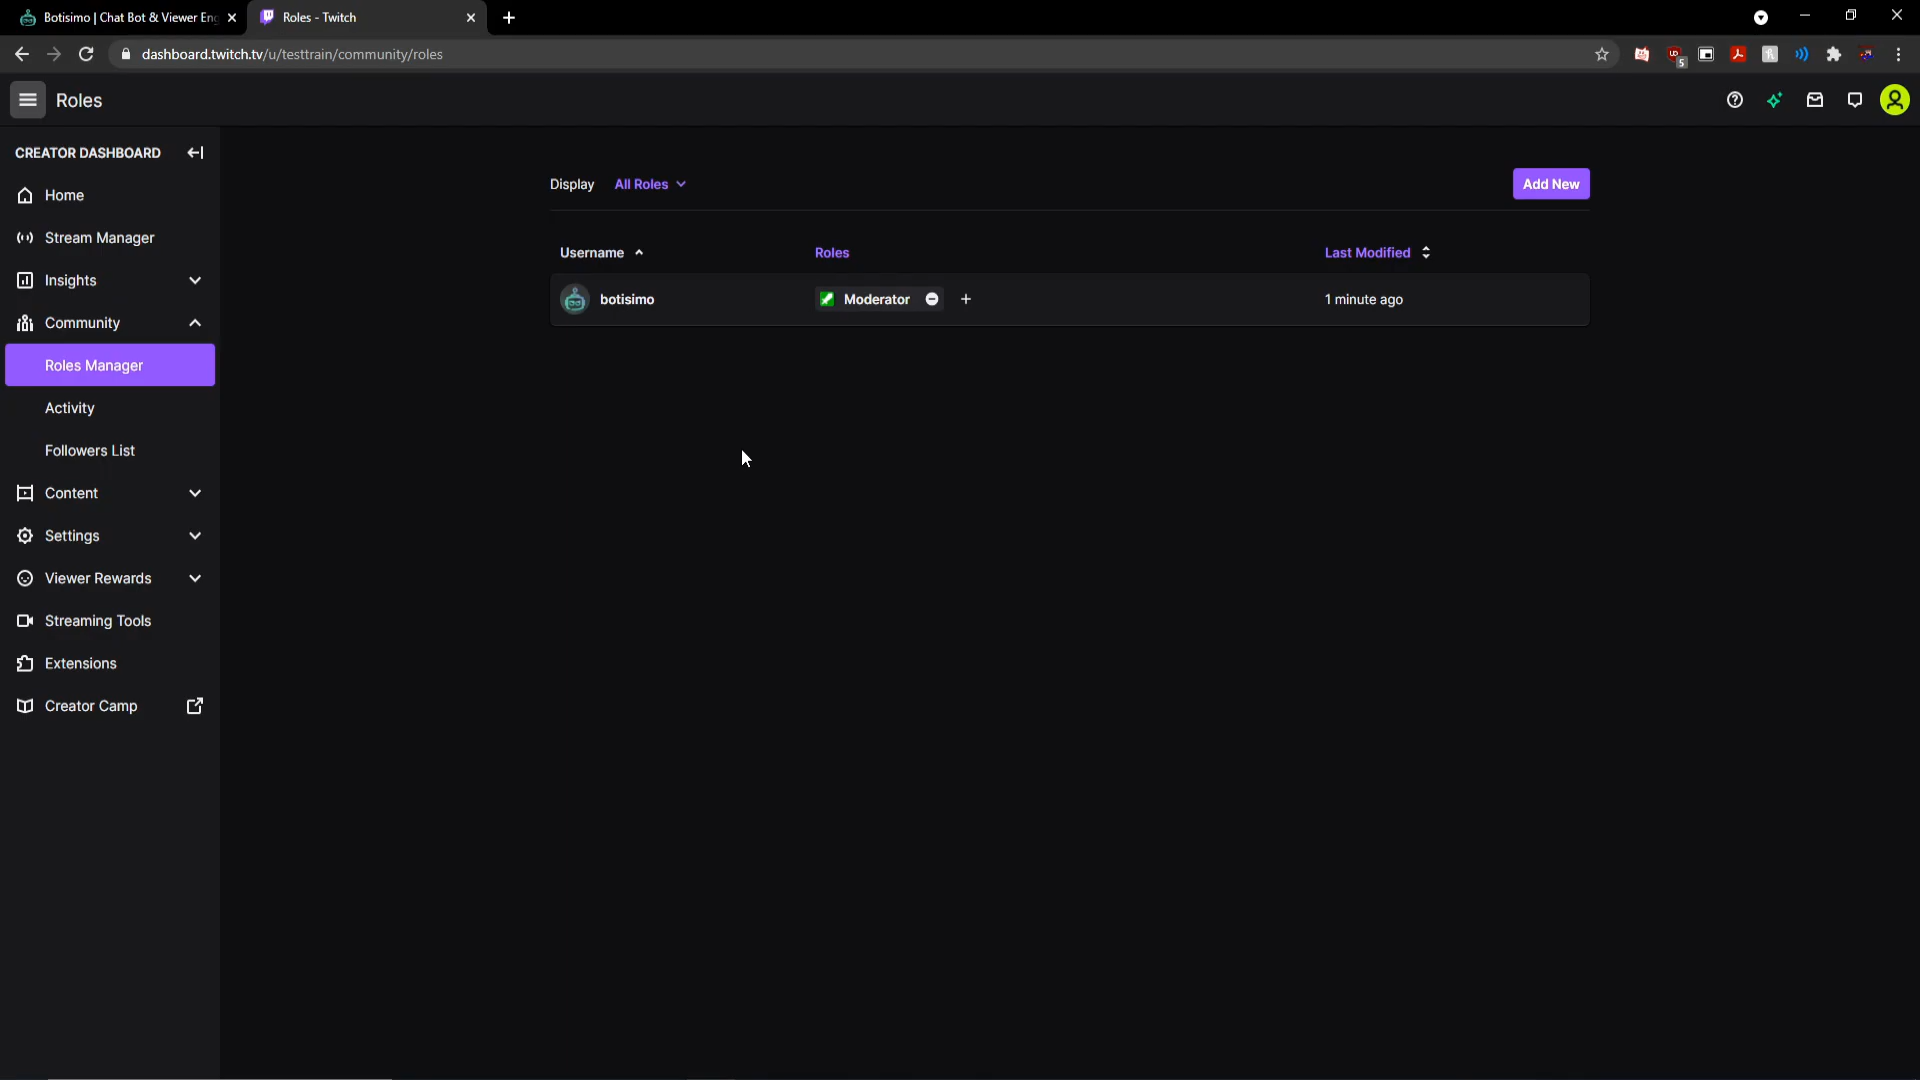 Botisimo | Chat Bot & Viewer Eng
Roles - Twitch
dashboard.twitch.tv/u/testtrain/community/roles
5
Roles
CREATOR DASHBOARD
Home
Stream Manager
Insights
Community
Roles Manager
Activity
Followers List
Content
Settings
Viewer Rewards
Streaming Tools
Extensions
Creator Camp
Display All Roles
Add New
Username Roles Last Modified
botisimo Moderator 1 minute ago